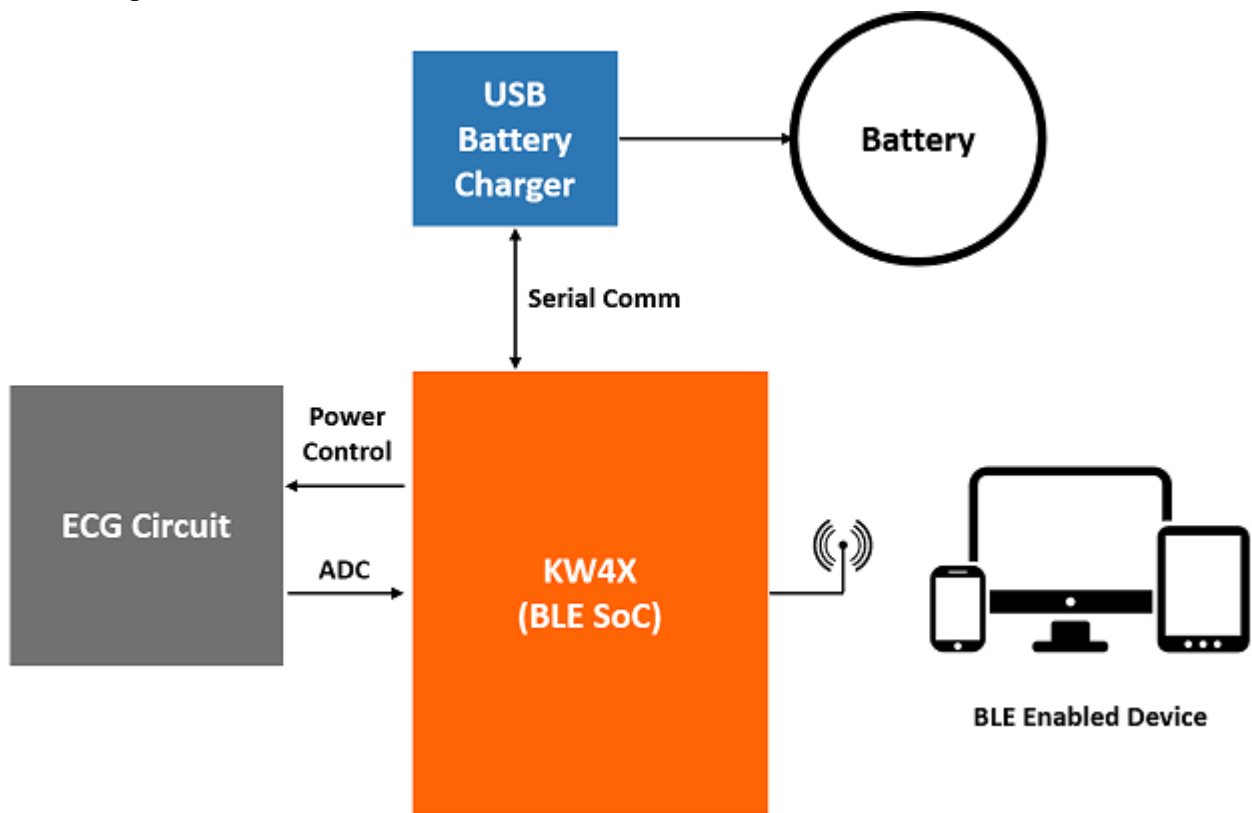 USB
Battery
Charger
Battery
Serial Comm
Power
Control
ECG Circuit
ADC
KW4X
(BLE SoC)
BLE Enabled Device